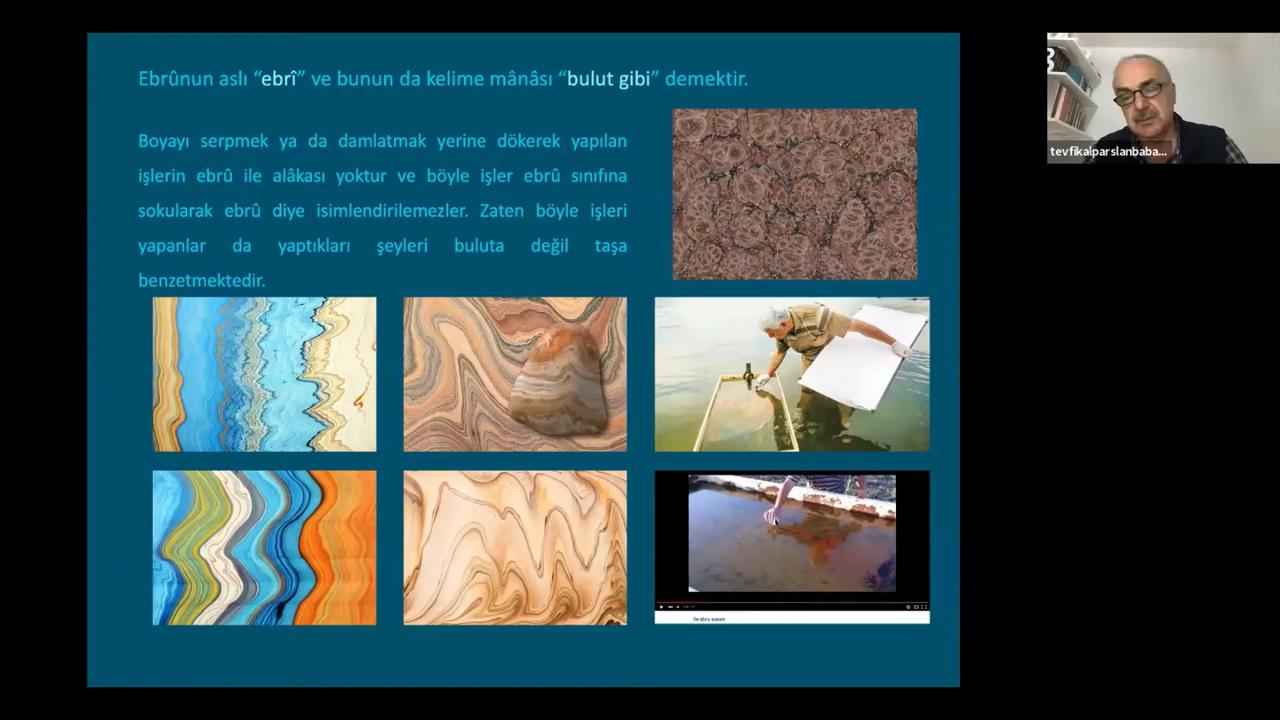 Ebrûnun aslı “ebrî” ve bunun da kelime mânâsı “bulut gibi” demektir.
Boyayı serpmek ya da damlatmak yerine dökerek yapılan
işlerin ebrû ile alâkası yoktur ve böyle işler ebrû sınıfına
sokularak ebrû diye isimlendirilemezler. Zaten böyle işleri
yapanlar da yaptıkları şeyleri buluta değil taşa
benzetmektedir.
tevfikalparslanbaba...